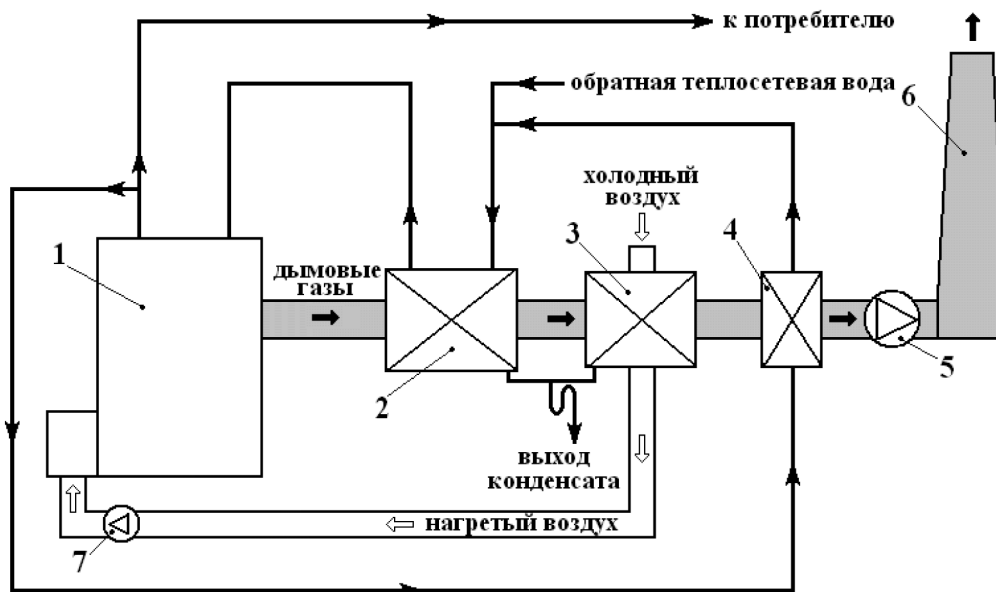 к потребителю
обратная теплосетевая вода
6
холодный
воздух
1
3
4
дымовые
газы
2
5
выход
конденсата
нагретый воздух
7